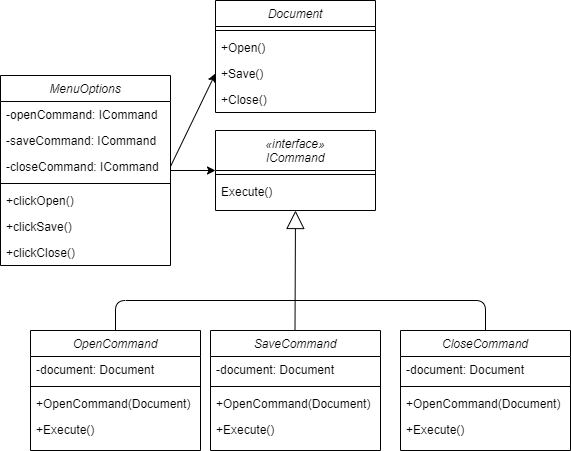 Document
+Open()
+Save()
+Close()
MenuOptions
-openCommand: ICommand
-saveCommand: ICommand
-closeCommand: ICommand
+clickOpen()
+clickSave()
+clickClose()
«interface»
ICommand
Execute()
OpenCommand
-document: Document
+OpenCommand(Document)
+Execute()
SaveCommand
-document: Document
+OpenCommand(Document)
+Execute()
CloseCommand
-document: Document
+OpenCommand(Document)
+Execute()